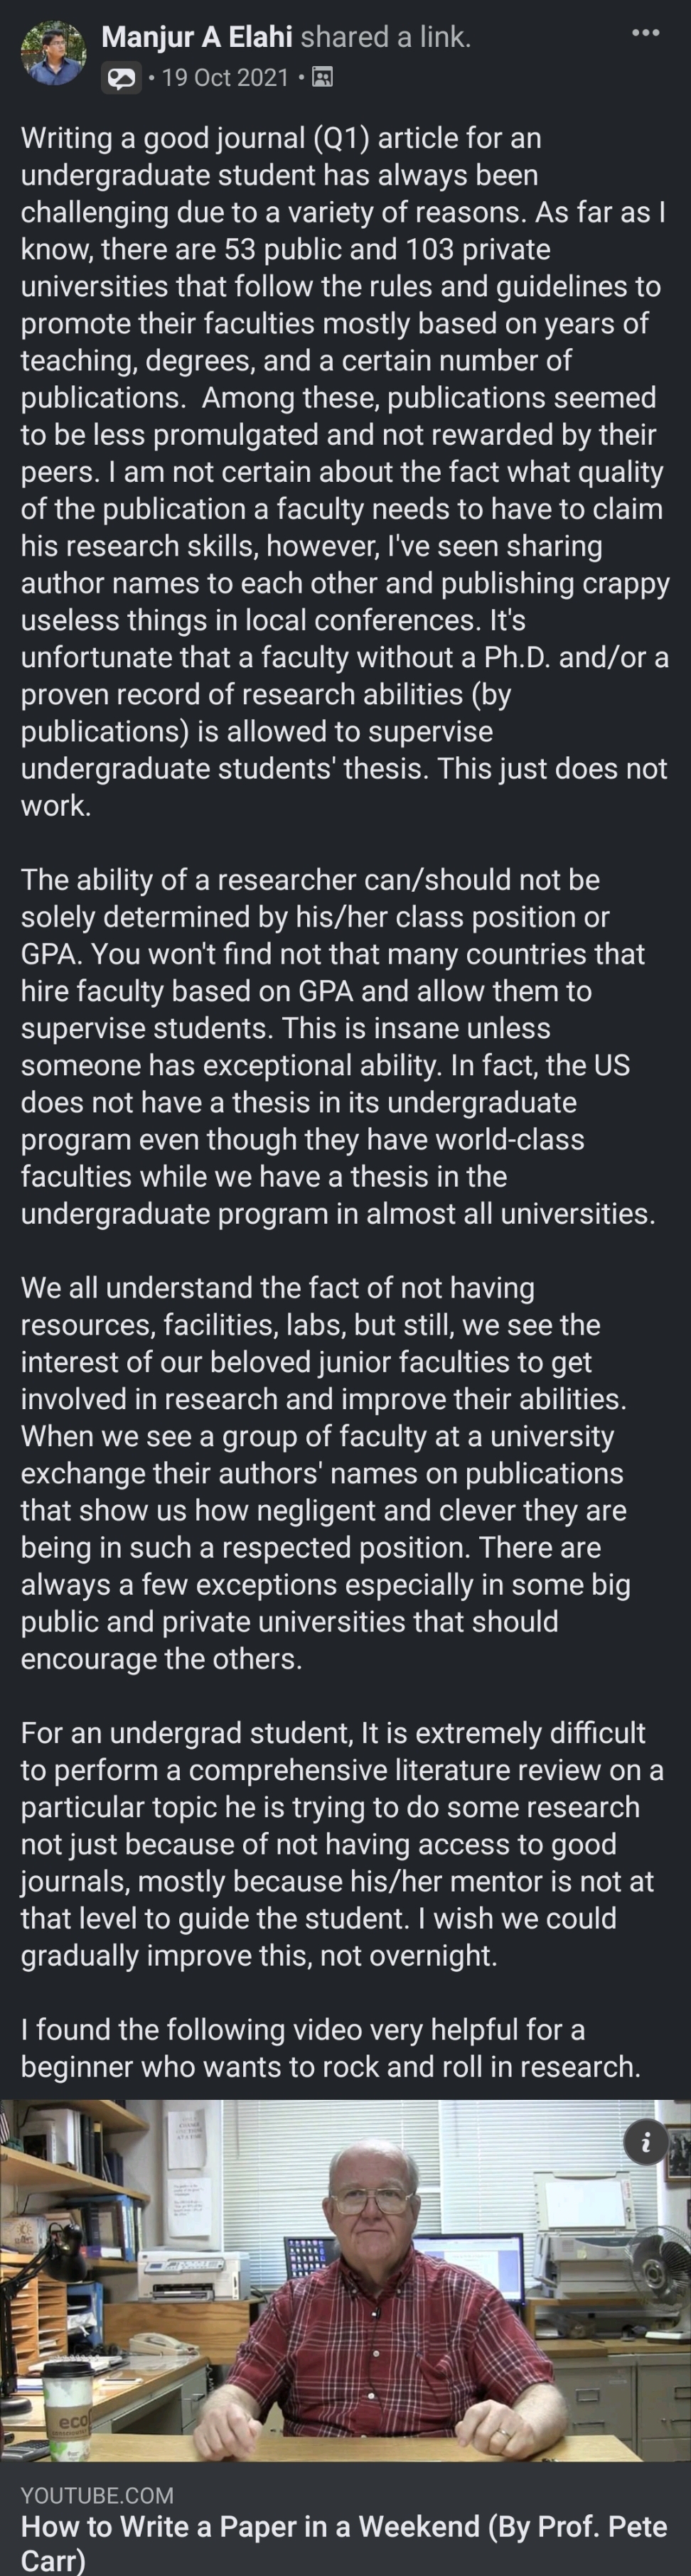 Manjur A Elahi shared a link.
• 19 Oct 2021 •
Writing a good journal (Q1) article for an
undergraduate student has always been
challenging due to a variety of reasons. As far as I
know, there are 53 public and 103 private
universities that follow the rules and guidelines to
promote their faculties mostly based on years of
teaching, degrees, and a certain number of
publications.  Among these, publications seemed
to be less promulgated and not rewarded by their
peers. I am not certain about the fact what quality
of the publication a faculty needs to have to claim
his research skills, however, I've seen sharing
author names to each other and publishing crappy
useless things in local conferences. It's
unfortunate that a faculty without a Ph.D. and/or a
proven record of research abilities (by
publications) is allowed to supervise
undergraduate students' thesis. This just does not
work.
The ability of a researcher can/should not be
solely determined by his/her class position or
GPA. You won't find not that many countries that
hire faculty based on GPA and allow them to
supervise students. This is insane unless
someone has exceptional ability. In fact, the US
does not have a thesis in its undergraduate
program even though they have world-class
faculties while we have a thesis in the
undergraduate program in almost all universities.
We all understand the fact of not having
resources, facilities, labs, but still, we see the
interest of our beloved junior faculties to get
involved in research and improve their abilities.
When we see a group of faculty at a university
exchange their authors' names on publications
that show us how negligent and clever they are
being in such a respected position. There are
always a few exceptions especially in some big
public and private universities that should
encourage the others.
For an undergrad student, It is extremely difficult
to perform a comprehensive literature review on a
particular topic he is trying to do some research
not just because of not having access to good
journals, mostly because his/her mentor is not at
that level to guide the student. I wish we could
gradually improve this, not overnight.
I found the following video very helpful for a
beginner who wants to rock and roll in research.
i
eco
YOUTUBE.COM
How to Write a Paper in a Weekend (By Prof. Pete
Carr)